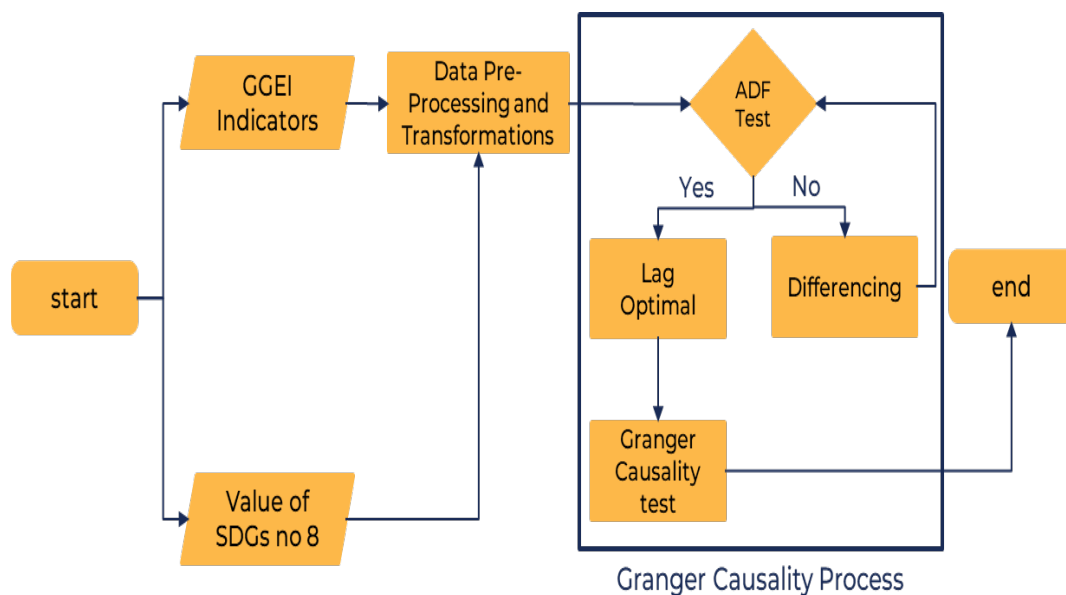 start
GGEI
Indicators
Value of
SDGs no 8
Data Pre-
Processing and
Transformations
ADF
Test
Yes
No
Lag
Optimal
Differencing
Granger
Causality
test
end
Granger Causality Process